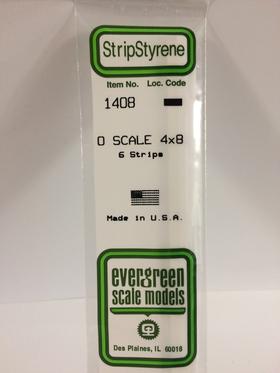 StripStyrene
Item No. Loc. Code
1408
O SCALE 4x8
6 Strips
Made in U.S.A.
evergreen
scale models
Des Plaines, IL 60018